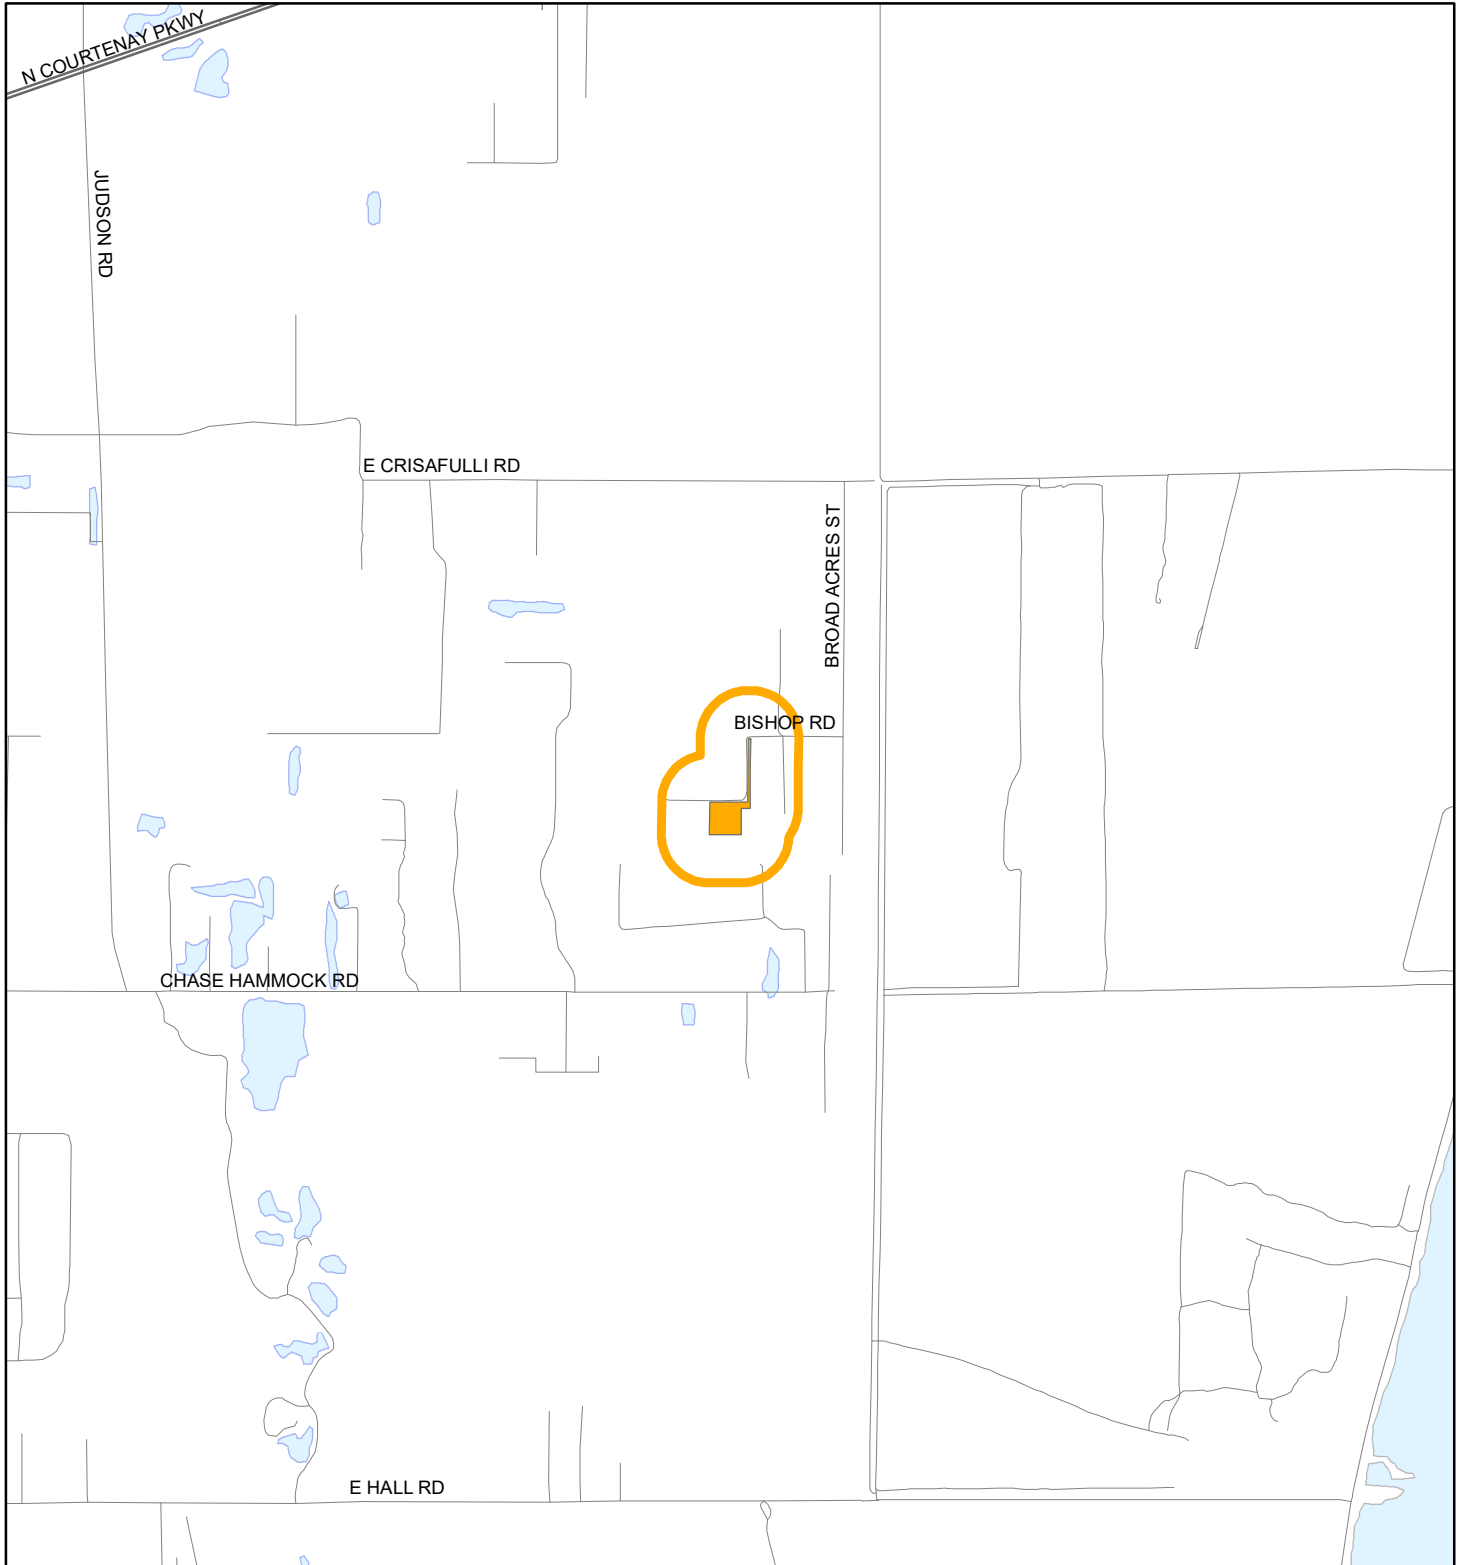 N COURTENAY PKWY
JUDSON RD
E CRISAFULLI RD
BROAD ACRES ST
BISHOP RD
CHASE HAMMOCK RD
E HALL RD